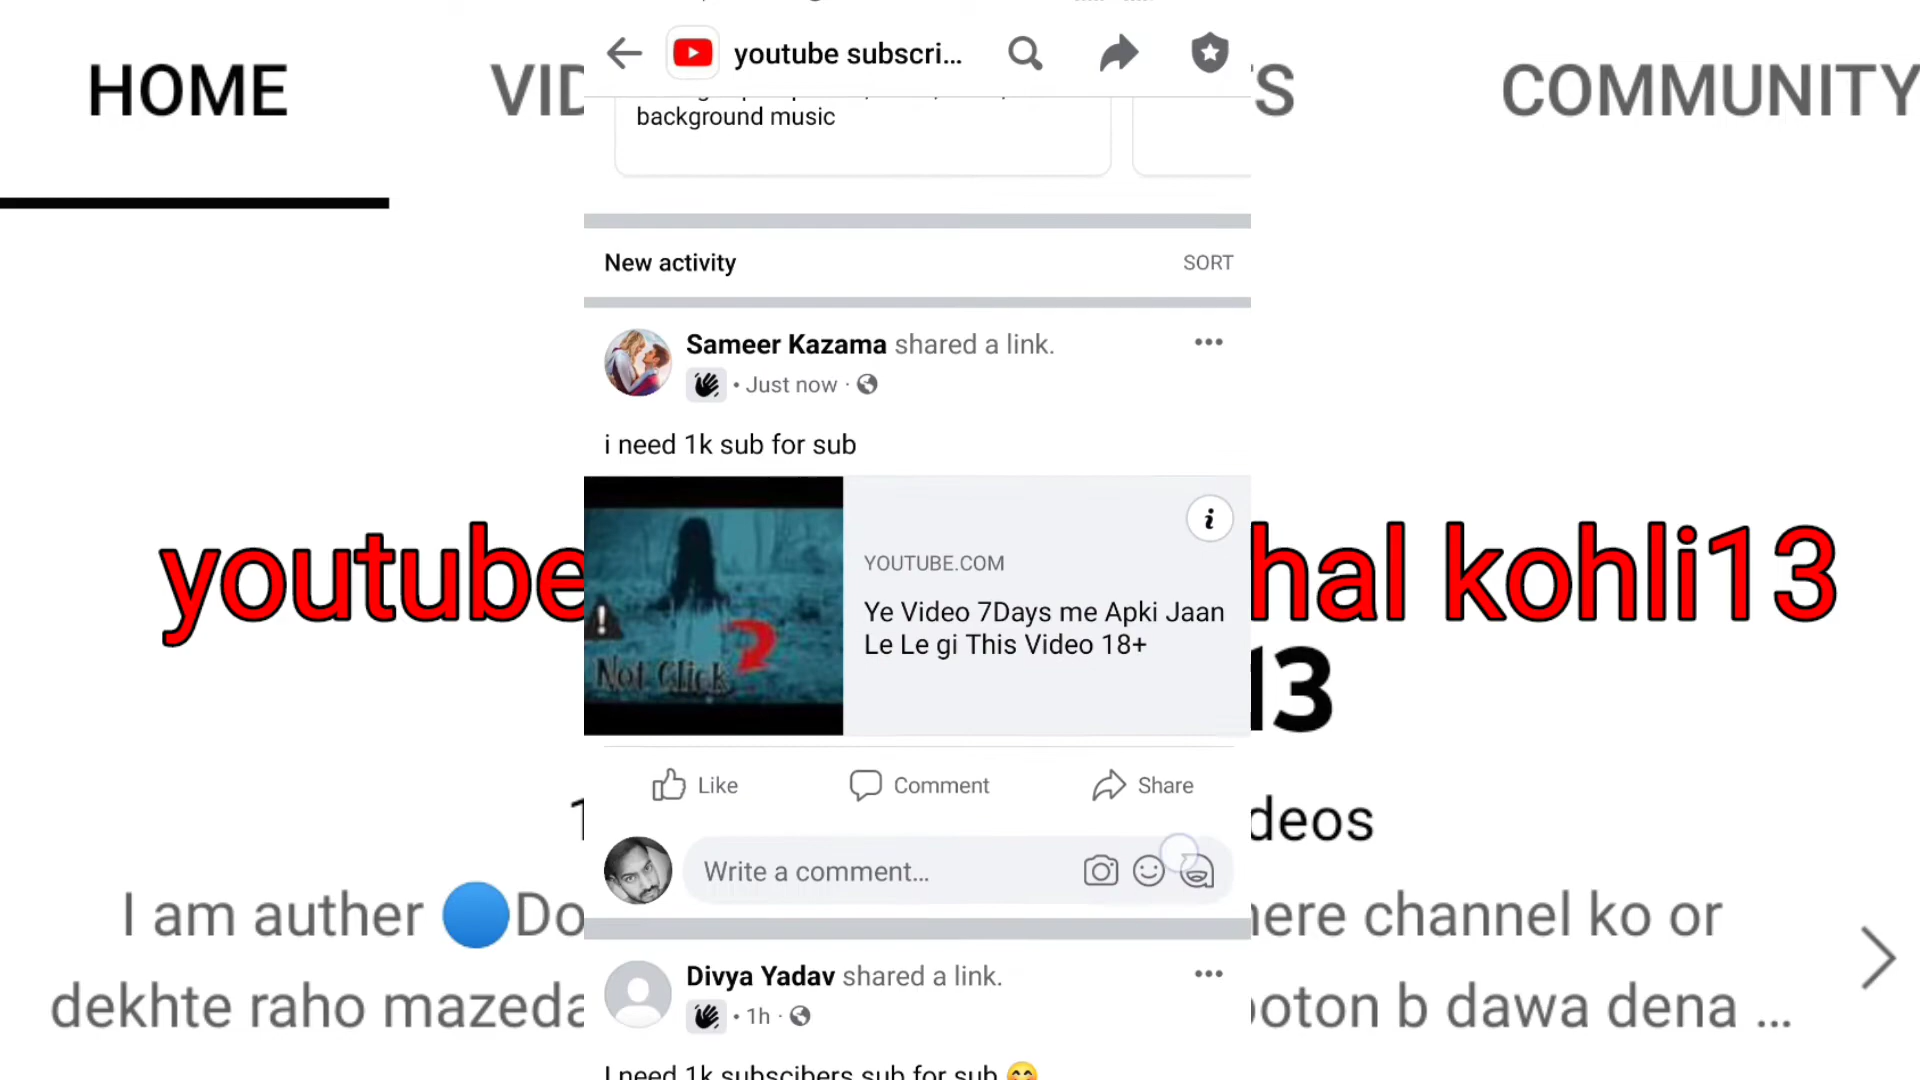 HOME
VID
S
COMMUNITY
youtube subscri...
background music
New activity
SORT
Sameer Kazama shared a link.
• Just now ·
i need 1k sub for sub
YOUTUBE.COM
Ye Video 7Days me Apki Jaan
Le Le gi This Video 18+
Not Click
youtube
hal kohli13
13
Like
Comment
Share
deos
Write a comment...
I am auther 🔵Do
channel ko or
dekhte raho mazeda
b dawa dena ...
Divya Yadav shared a link.
• 1h ·
I need 1k subscibers sub for sub 😊